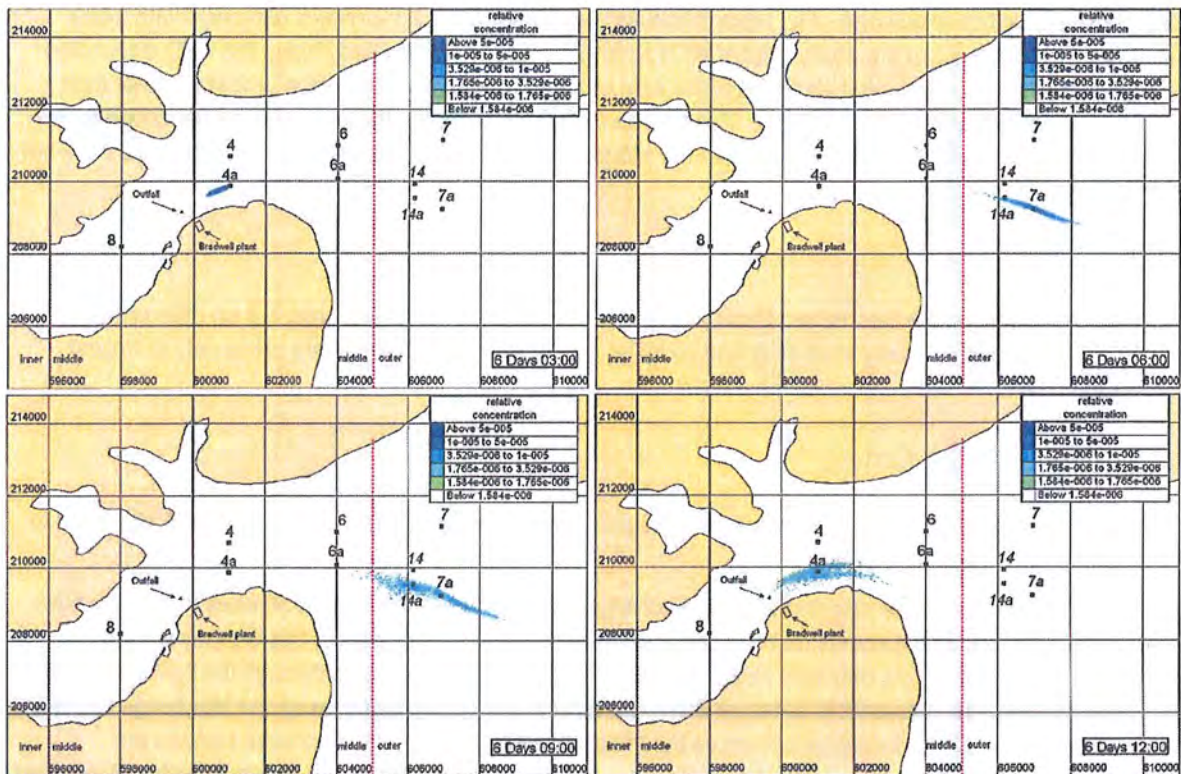 relative
concentration
Above 5e-005
1e-005 to 5e-005
3.529e-006 to 1e-005
1.765e-006 to 3.529e-006
1.584e-006 to 1.765e-006
Below 1.584e-006
214000
212000
210000
208000
206000
4
4a
6
6a
7
14
7a
14a
Outfall
8
Bradwell plant
inner middle
middle outer
6 Days 03:00
596000 598000 600000 602000 604000 606000 608000 610000
relative
concentration
Above 5e-005
1e-005 to 5e-005
3.529e-006 to 1e-005
1.765e-006 to 3.529e-006
1.584e-006 to 1.765e-006
Below 1.584e-006
214000
212000
210000
208000
206000
4
4a
6
6a
7
14
7a
14a
Outfall
8
Bradwell plant
inner middle
middle outer
6 Days 06:00
596000 598000 600000 602000 604000 606000 608000 610000
relative
concentration
Above 5e-005
1e-005 to 5e-005
3.529e-006 to 1e-005
1.765e-006 to 3.529e-006
1.584e-006 to 1.765e-006
Below 1.584e-006
214000
212000
210000
208000
206000
4
4a
6
6a
7
14
7a
14a
Outfall
8
Bradwell plant
inner middle
middle outer
6 Days 09:00
596000 598000 600000 602000 604000 606000 608000 610000
relative
concentration
Above 5e-005
1e-005 to 5e-005
3.529e-006 to 1e-005
1.765e-006 to 3.529e-006
1.584e-006 to 1.765e-006
Below 1.584e-006
214000
212000
210000
208000
206000
4
4a
6
6a
7
14
7a
14a
Outfall
8
Bradwell plant
inner middle
middle outer
6 Days 12:00
596000 598000 600000 602000 604000 606000 608000 610000